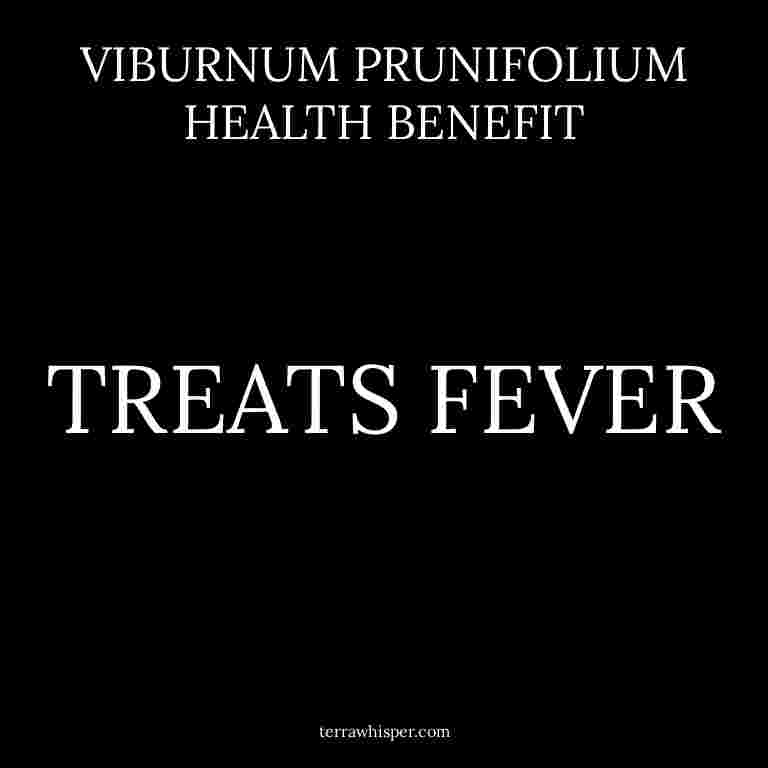 VIBURNUM PRUNIFOLIUM
HEALTH BENEFIT
TREATS FEVER
terrawhisper.com